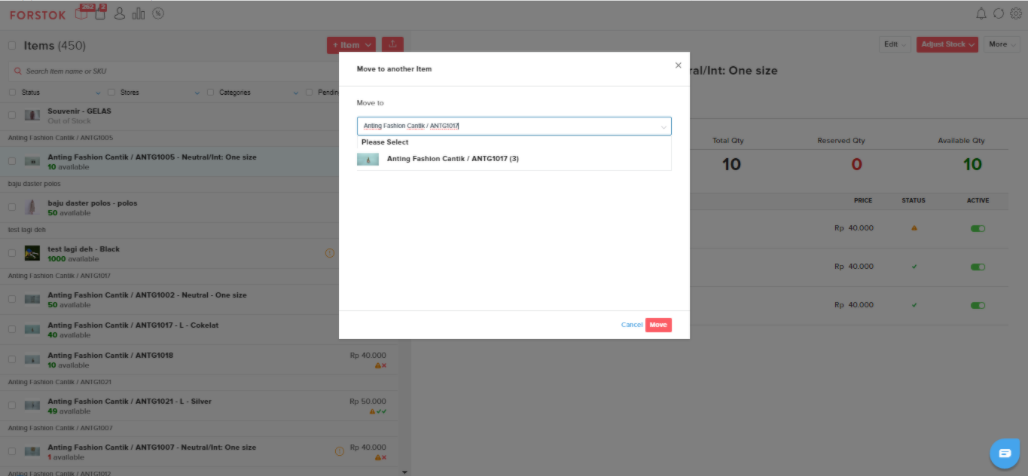 FORSTOK
Items (450)
+ Item
Edit
Adjust Stock
More
Search item name or SKU
Status
Stores
Categories
Pendin
ral/Int: One size
Souvenir - GELAS
Out of Stock
Anting Fashion Cantik / ANTG1005
Anting Fashion Cantik / ANTG1005 - Neutral/Int: One size
10 available
baju daster polos
baju daster polos - polos
50 available
test lagi deh
test lagi deh - Black
1000 available
Anting Fashion Cantik / ANTG1017
Anting Fashion Cantik / ANTG1002 - Neutral - One size
50 available
Anting Fashion Cantik / ANTG1017 - L - Cokelat
40 available
Anting Fashion Cantik / ANTG1018
Rp 40.000
10 available
Anting Fashion Cantik / ANTG1021
Anting Fashion Cantik / ANTG1021 - L - Silver
Rp 50.000
49 available
Anting Fashion Cantik / ANTG1007
Anting Fashion Cantik / ANTG1007 - Neutral/Int: One size
Rp 40.000
1 available
Anting Fashion Cantik / ANTG1012
Move to another Item
Move to
Anting Fashion Cantik / ANTG1017
Please Select
Anting Fashion Cantik / ANTG1017 (3)
Cancel
Move
Total Qty
Reserved Qty
Available Qty
10
0
10
PRICE
STATUS
ACTIVE
Rp 40.000
Rp 40.000
Rp 40.000